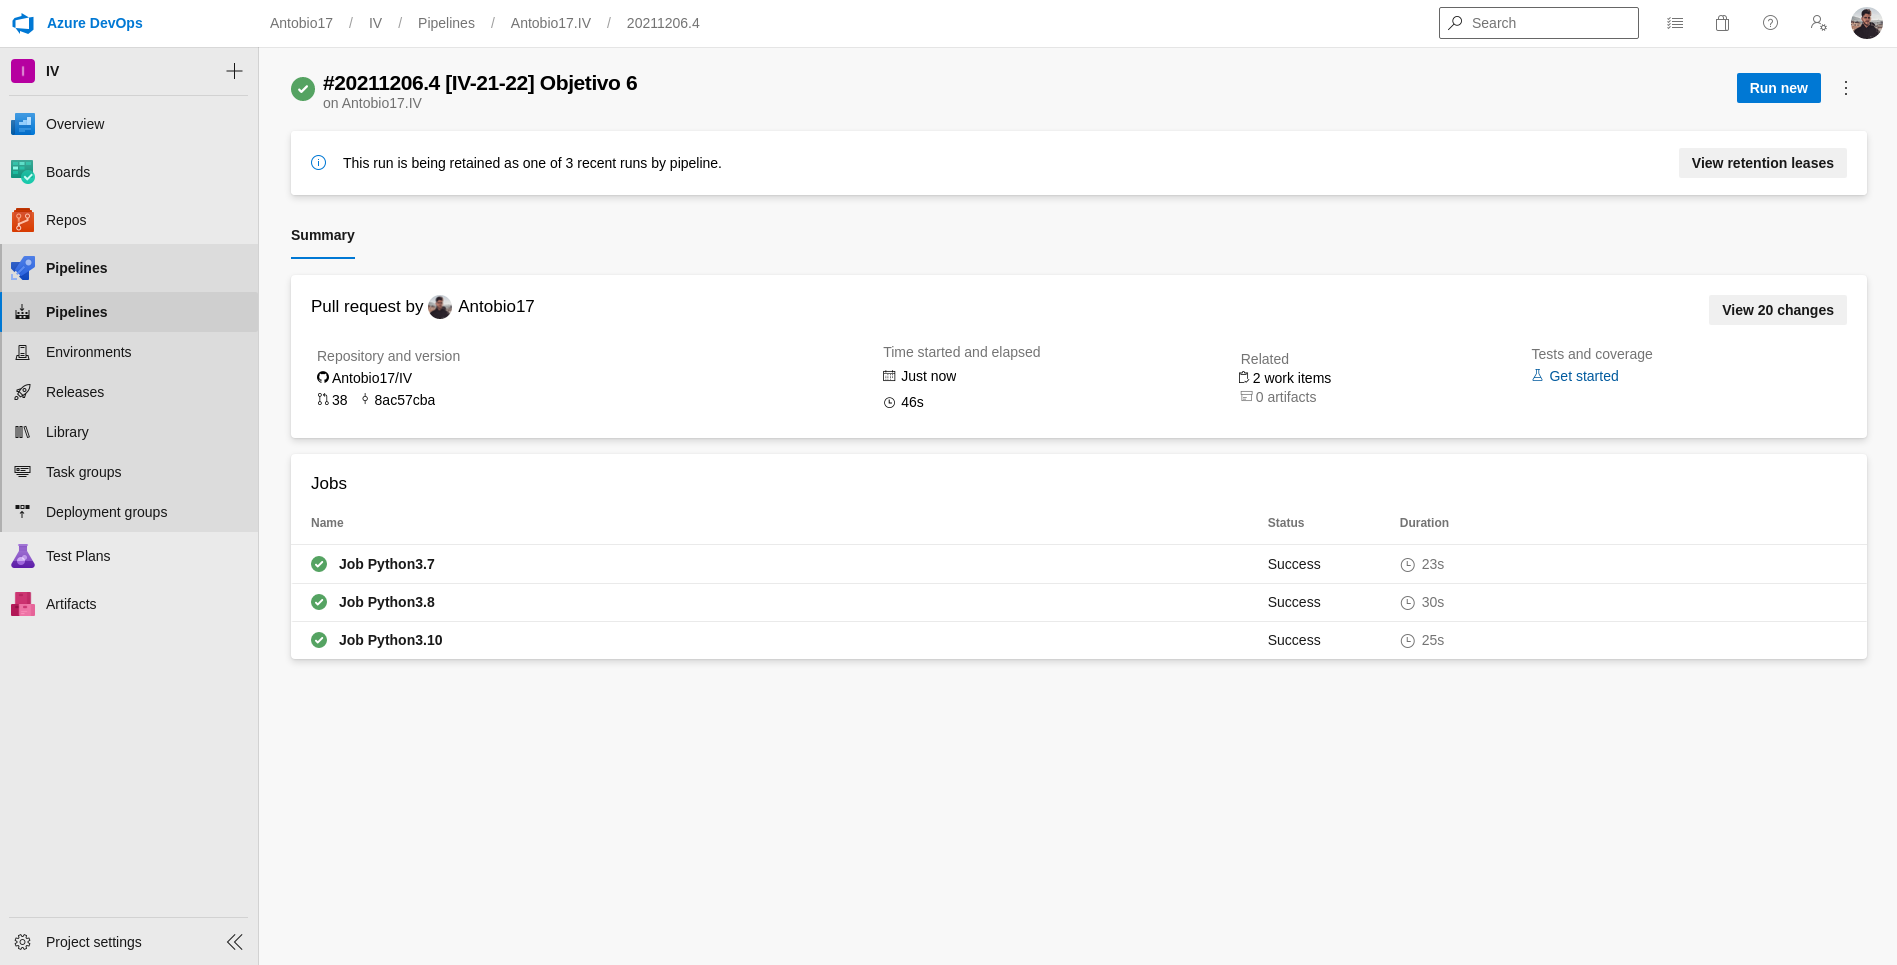 Azure DevOps
Antobio17 / IV / Pipelines / Antobio17.IV / 20211206.4
Search
I IV
Overview
Boards
Repos
Pipelines
Pipelines
Environments
Releases
Library
Task groups
Deployment groups
Test Plans
Artifacts
Project settings
#20211206.4 [IV-21-22] Objetivo 6
on Antobio17.IV
Run new
This run is being retained as one of 3 recent runs by pipeline.
View retention leases
Summary
Pull request by Antobio17
View 20 changes
Repository and version
Antobio17/IV
38 8ac57cba
Time started and elapsed
Just now
46s
Related
2 work items
0 artifacts
Tests and coverage
Get started
Jobs
Name Status Duration
Job Python3.7 Success 23s
Job Python3.8 Success 30s
Job Python3.10 Success 25s